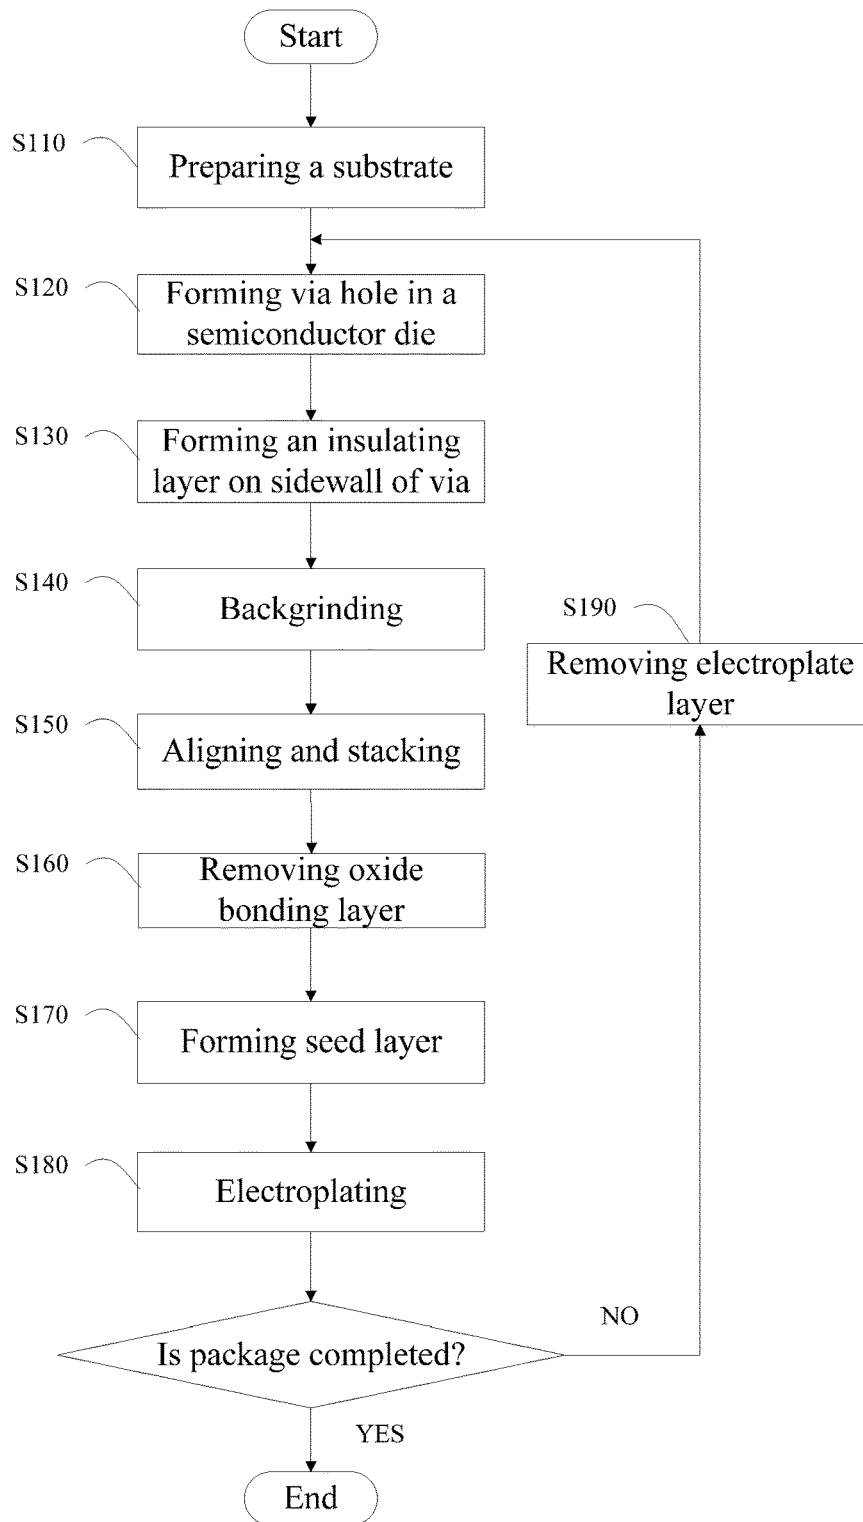 Start
S110
Preparing a substrate
S120
Forming via hole in a
semiconductor die
S130
Forming an insulating
layer on sidewall of via
S140
Backgrinding
S190
Removing electroplate
layer
S150
Aligning and stacking
S160
Removing oxide
bonding layer
S170
Forming seed layer
S180
Electroplating
NO
Is package completed?
YES
End